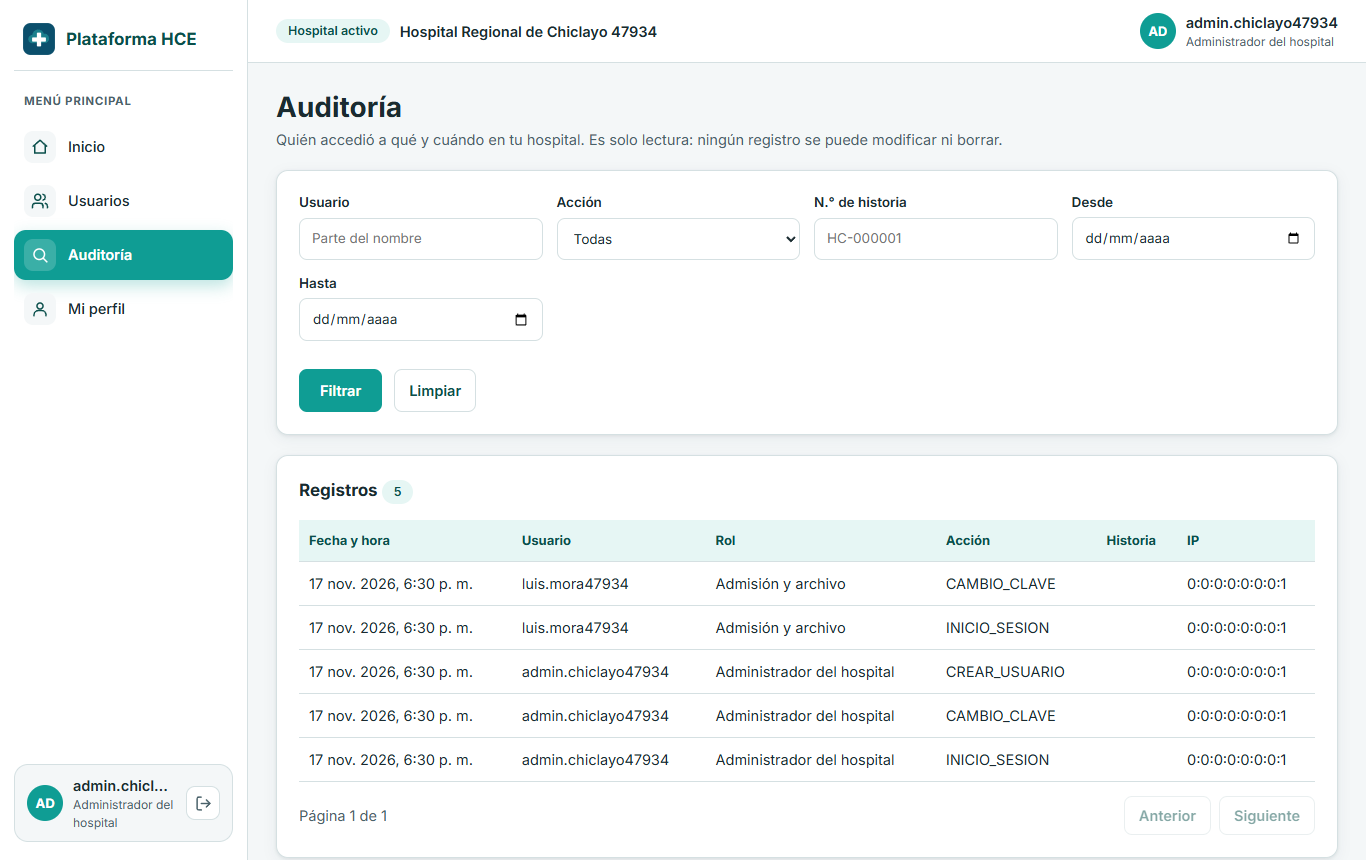 Plataforma HCE
MENÚ PRINCIPAL
Inicio
Usuarios
Auditoría
Mi perfil
AD
admin.chicl...
Administrador del
hospital
Hospital activo Hospital Regional de Chiclayo 47934
AD
admin.chiclayo47934
Administrador del hospital
Auditoría
Quién accedió a qué y cuándo en tu hospital. Es solo lectura: ningún registro se puede modificar ni borrar.
Usuario Acción N.° de historia Desde
Parte del nombre Todas HC-000001 dd/mm/aaaa
Hasta
dd/mm/aaaa
Filtrar Limpiar
Registros 5
Fecha y hora Usuario Rol Acción Historia IP
17 nov. 2026, 6:30 p. m. luis.mora47934 Admisión y archivo CAMBIO_CLAVE 0:0:0:0:0:0:0:1
17 nov. 2026, 6:30 p. m. luis.mora47934 Admisión y archivo INICIO_SESION 0:0:0:0:0:0:0:1
17 nov. 2026, 6:30 p. m. admin.chiclayo47934 Administrador del hospital CREAR_USUARIO 0:0:0:0:0:0:0:1
17 nov. 2026, 6:30 p. m. admin.chiclayo47934 Administrador del hospital CAMBIO_CLAVE 0:0:0:0:0:0:0:1
17 nov. 2026, 6:30 p. m. admin.chiclayo47934 Administrador del hospital INICIO_SESION 0:0:0:0:0:0:0:1
Página 1 de 1 Anterior Siguiente